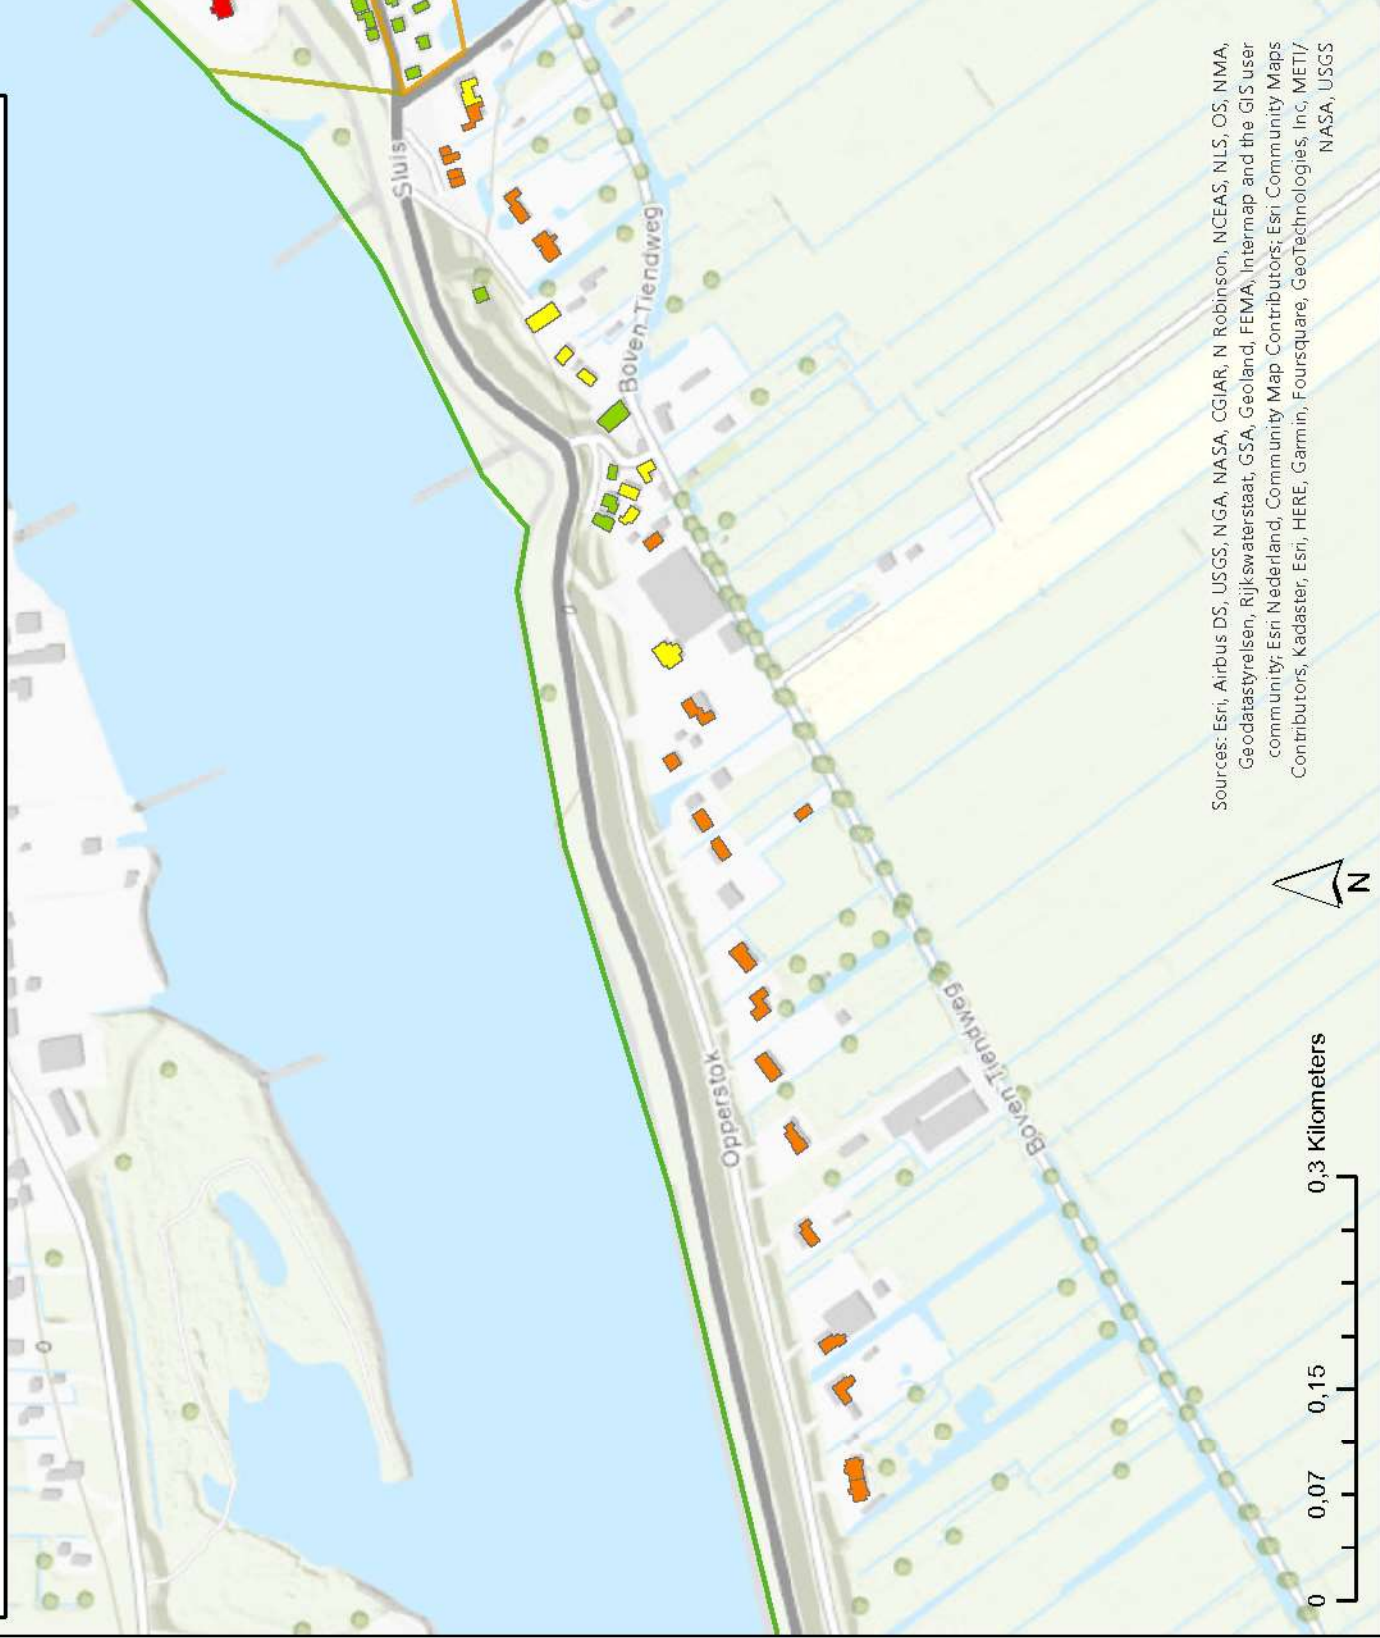 Sluis
Boven Tiendweg
Opperstok
Boven Tiendweg
Sources: Esri, Airbus DS, USGS, NGA, NASA, CGIAR, N Robinson, NCEAS, NLS, OS, NMA,
Geodatastyrelsen, Rijkswaterstaat, GSA, Geoland, FEMA, Intermap and the GIS user
community; Esri Nederland, Community Map Contributors; Esri Community Maps
Contributors, Kadaster, Esri, HERE, Garmin, Foursquare, GeoTechnologies, Inc, METI/
NASA, USGS
N
0 0,07 0,15 0,3 Kilometers